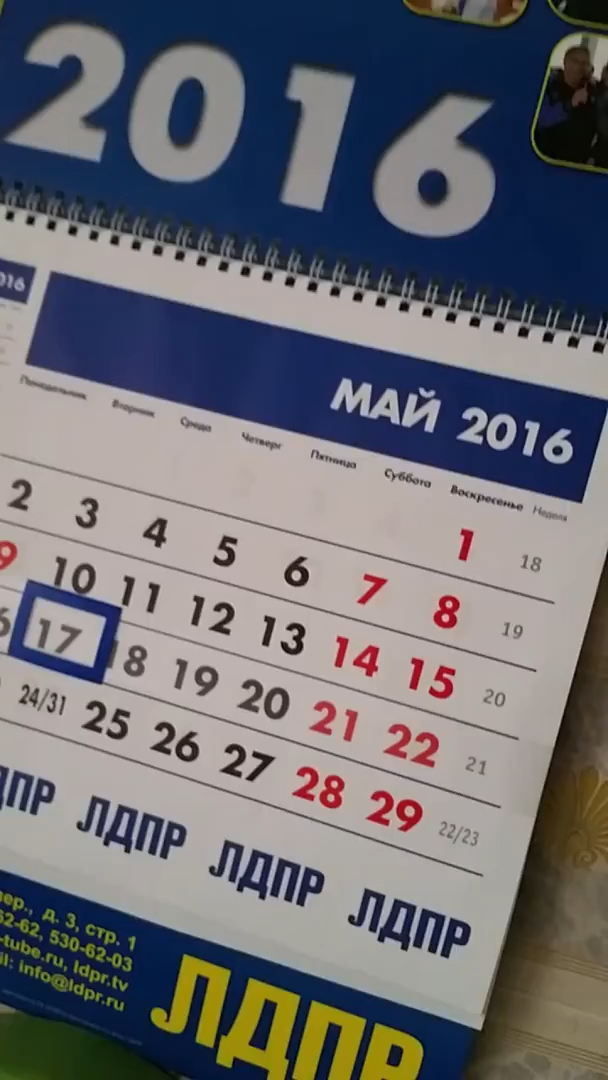 2016
016
МАЙ 2016
Понедельник Вторник Среда Четверг Пятница Суббота Воскресенье Неделя
1 18
2 3 4 5 6 7 8 19
9 10 11 12 13 14 15 20
17 18 19 20 21 22 21
24/31 25 26 27 28 29 22/23
ЛДПР ЛДПР ЛДПР ЛДПР
пер., д. 3, стр. 1
62-62, 530-62-03
-tube.ru, ldpr.tv
il: info@ldpr.ru
ЛДПР